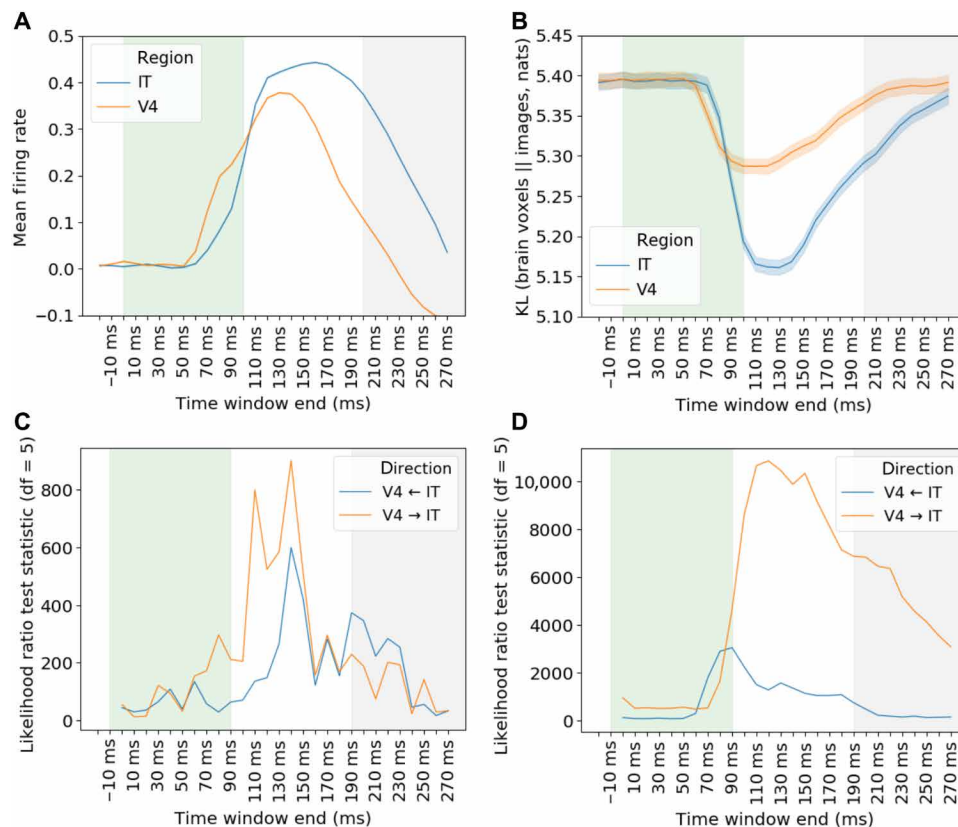 A
0.5
0.4
0.3
0.2
0.1
0.0
−0.1
Mean firing rate
Region
IT
V4
−10 ms
10 ms
30 ms
50 ms
70 ms
90 ms
110 ms
130 ms
150 ms
170 ms
190 ms
210 ms
230 ms
250 ms
270 ms
Time window end (ms)
B
5.45
5.40
5.35
5.30
5.25
5.20
5.15
5.10
KL (brain voxels || images, nats)
Region
IT
V4
−10 ms
10 ms
30 ms
50 ms
70 ms
90 ms
110 ms
130 ms
150 ms
170 ms
190 ms
210 ms
230 ms
250 ms
270 ms
Time window end (ms)
C
800
600
400
200
0
Likelihood ratio test statistic (df = 5)
Direction
V4 ← IT
V4 → IT
−10 ms
10 ms
30 ms
50 ms
70 ms
90 ms
110 ms
130 ms
150 ms
170 ms
190 ms
210 ms
230 ms
250 ms
270 ms
Time window end (ms)
D
10,000
8000
6000
4000
2000
0
Likelihood ratio test statistic (df = 5)
Direction
V4 ← IT
V4 → IT
−10 ms
10 ms
30 ms
50 ms
70 ms
90 ms
110 ms
130 ms
150 ms
170 ms
190 ms
210 ms
230 ms
250 ms
270 ms
Time window end (ms)